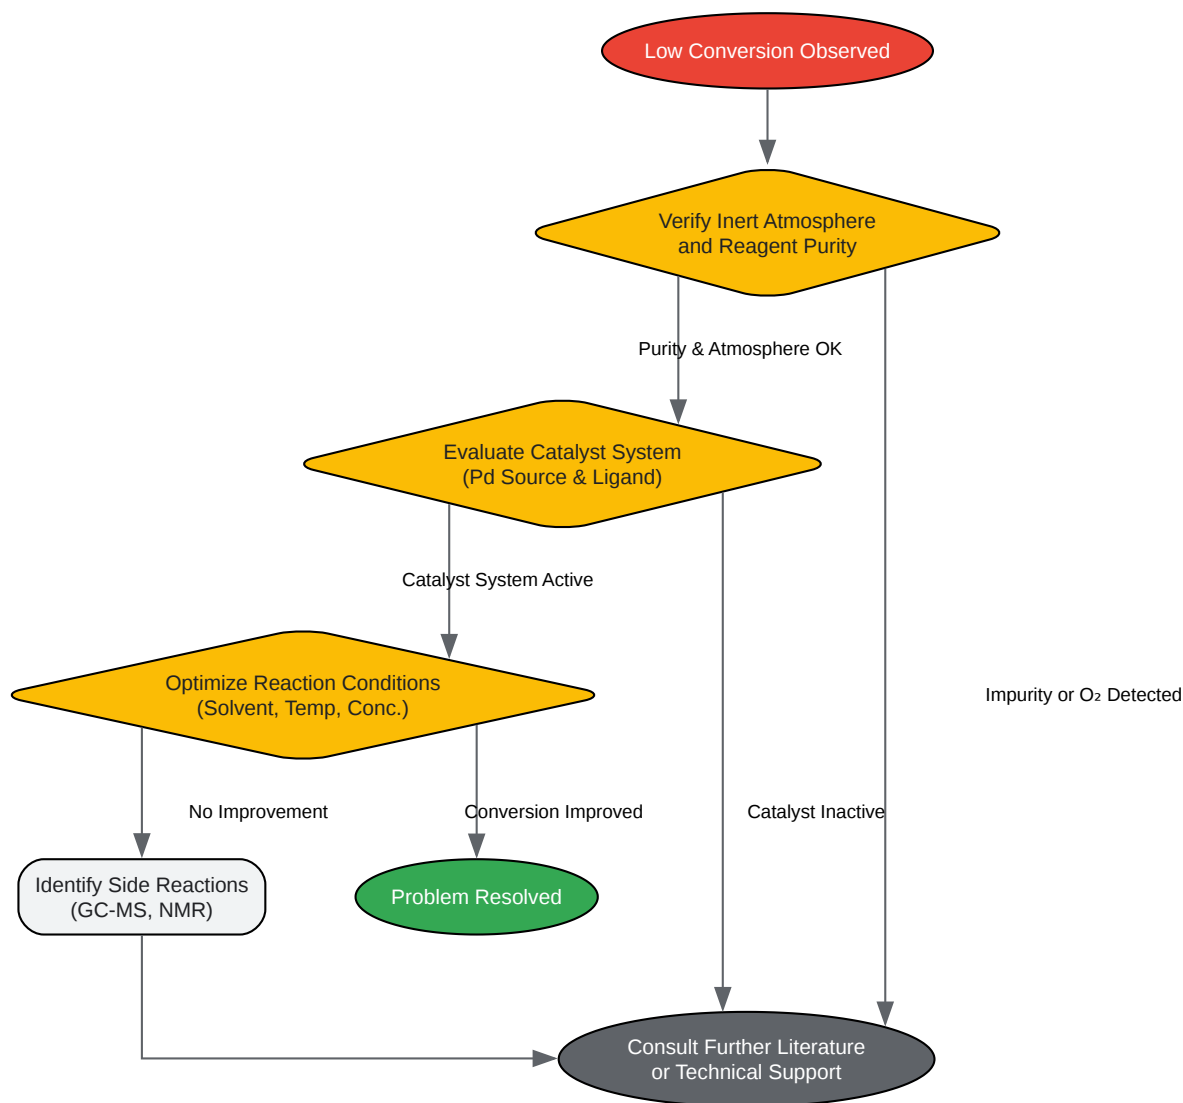 Low Conversion Observed
Verify Inert Atmosphere
and Reagent Purity
Purity & Atmosphere OK
Evaluate Catalyst System
(Pd Source & Ligand)
Catalyst System Active
Optimize Reaction Conditions
(Solvent, Temp, Conc.)
Impurity or O₂ Detected
No Improvement
Conversion Improved
Catalyst Inactive
Identify Side Reactions
(GC-MS, NMR)
Problem Resolved
Consult Further Literature
or Technical Support